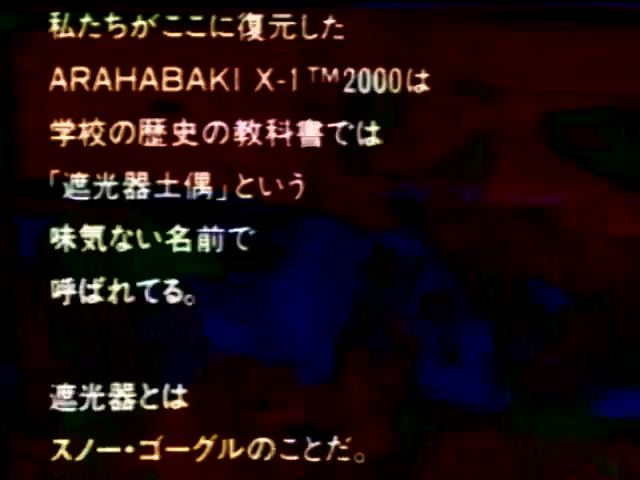 私たちがここに復元した
ARAHABAKI X-1™2000は
学校の歴史の教科書では
「遮光器土偶」という
味気ない名前で
呼ばれてる。
遮光器とは
スノー・ゴーグルのことだ。